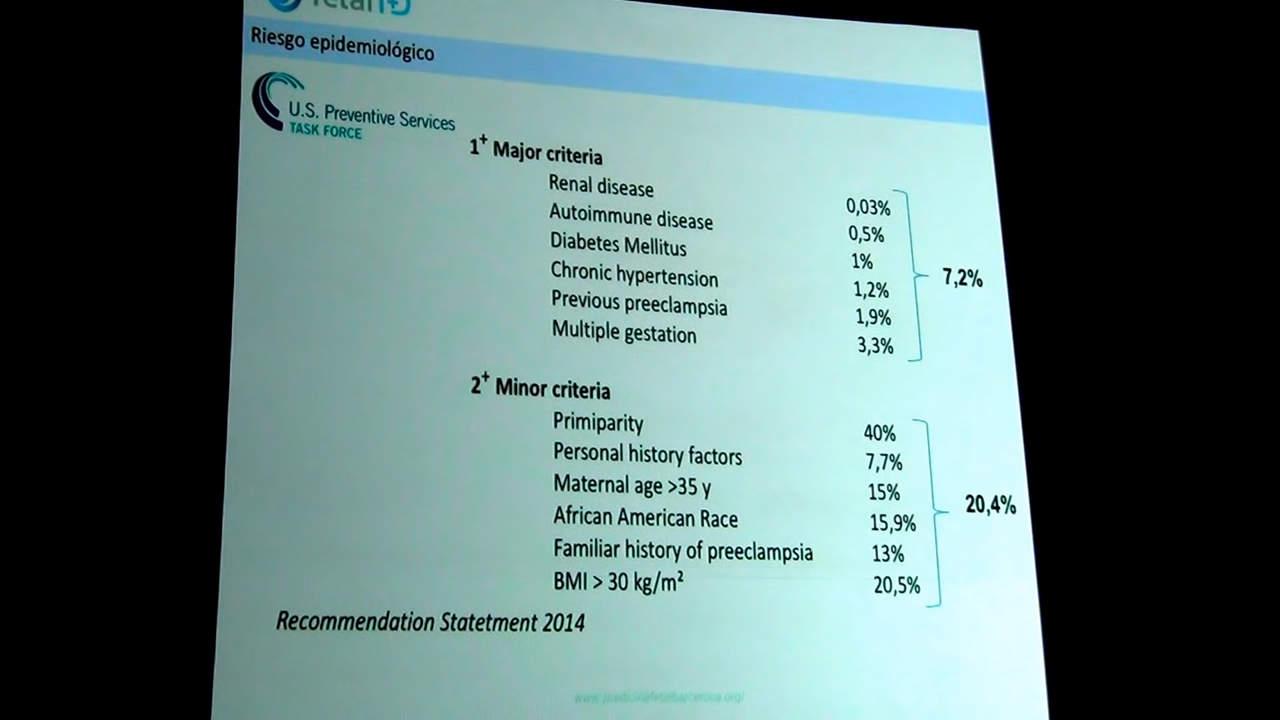 Riesgo epidemiológico
U.S. Preventive Services
TASK FORCE
1+ Major criteria
Renal disease 0,03%
Autoimmune disease 0,5%
Diabetes Mellitus 1%
Chronic hypertension 1,2%
Previous preeclampsia 1,9%
Multiple gestation 3,3%
7,2%
2+ Minor criteria
Primiparity 40%
Personal history factors 7,7%
Maternal age >35 y 15%
African American Race 15,9%
Familiar history of preeclampsia 13%
BMI > 30 kg/m² 20,5%
20,4%
Recommendation Statetment 2014